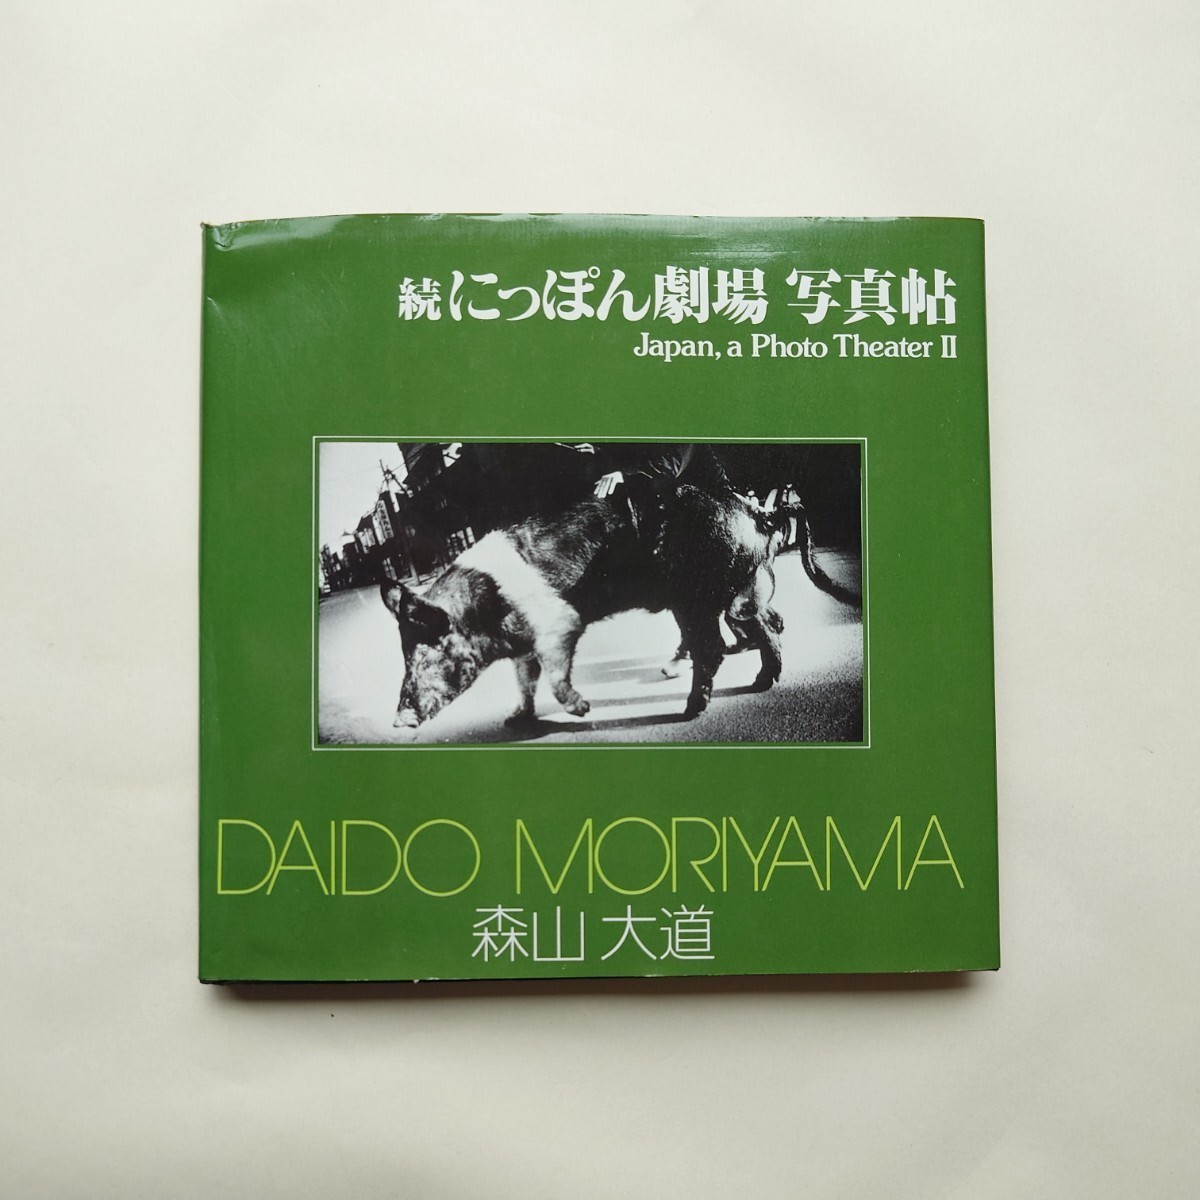 続 にっぽん劇場 写真帖
Japan, a Photo Theater II
DAIDO MORIYAMA
森山 大道